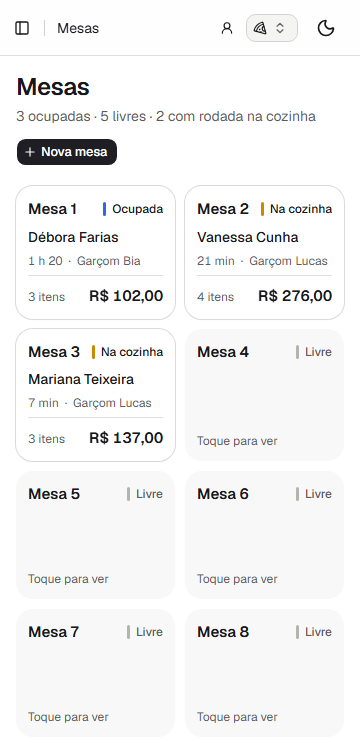 Mesas
Mesas
3 ocupadas · 5 livres · 2 com rodada na cozinha
+ Nova mesa
Mesa 1 Ocupada
Débora Farias
1 h 20 · Garçom Bia
3 itens R$ 102,00
Mesa 2 Na cozinha
Vanessa Cunha
21 min · Garçom Lucas
4 itens R$ 276,00
Mesa 3 Na cozinha
Mariana Teixeira
7 min · Garçom Lucas
3 itens R$ 137,00
Mesa 4 Livre
Toque para ver
Mesa 5 Livre
Toque para ver
Mesa 6 Livre
Toque para ver
Mesa 7 Livre
Toque para ver
Mesa 8 Livre
Toque para ver